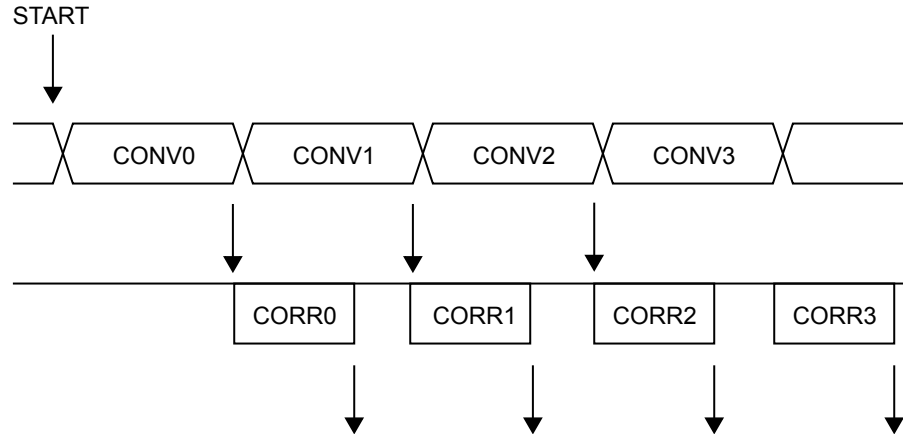 START
CONV0 CONV1 CONV2 CONV3
CORR0 CORR1 CORR2 CORR3